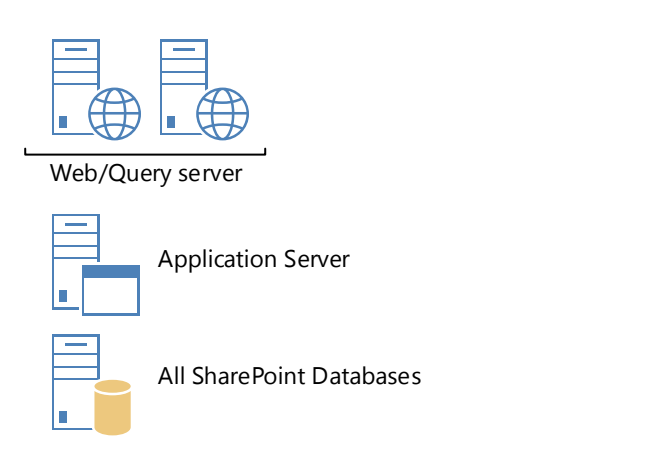 Web/Query server
Application Server
All SharePoint Databases